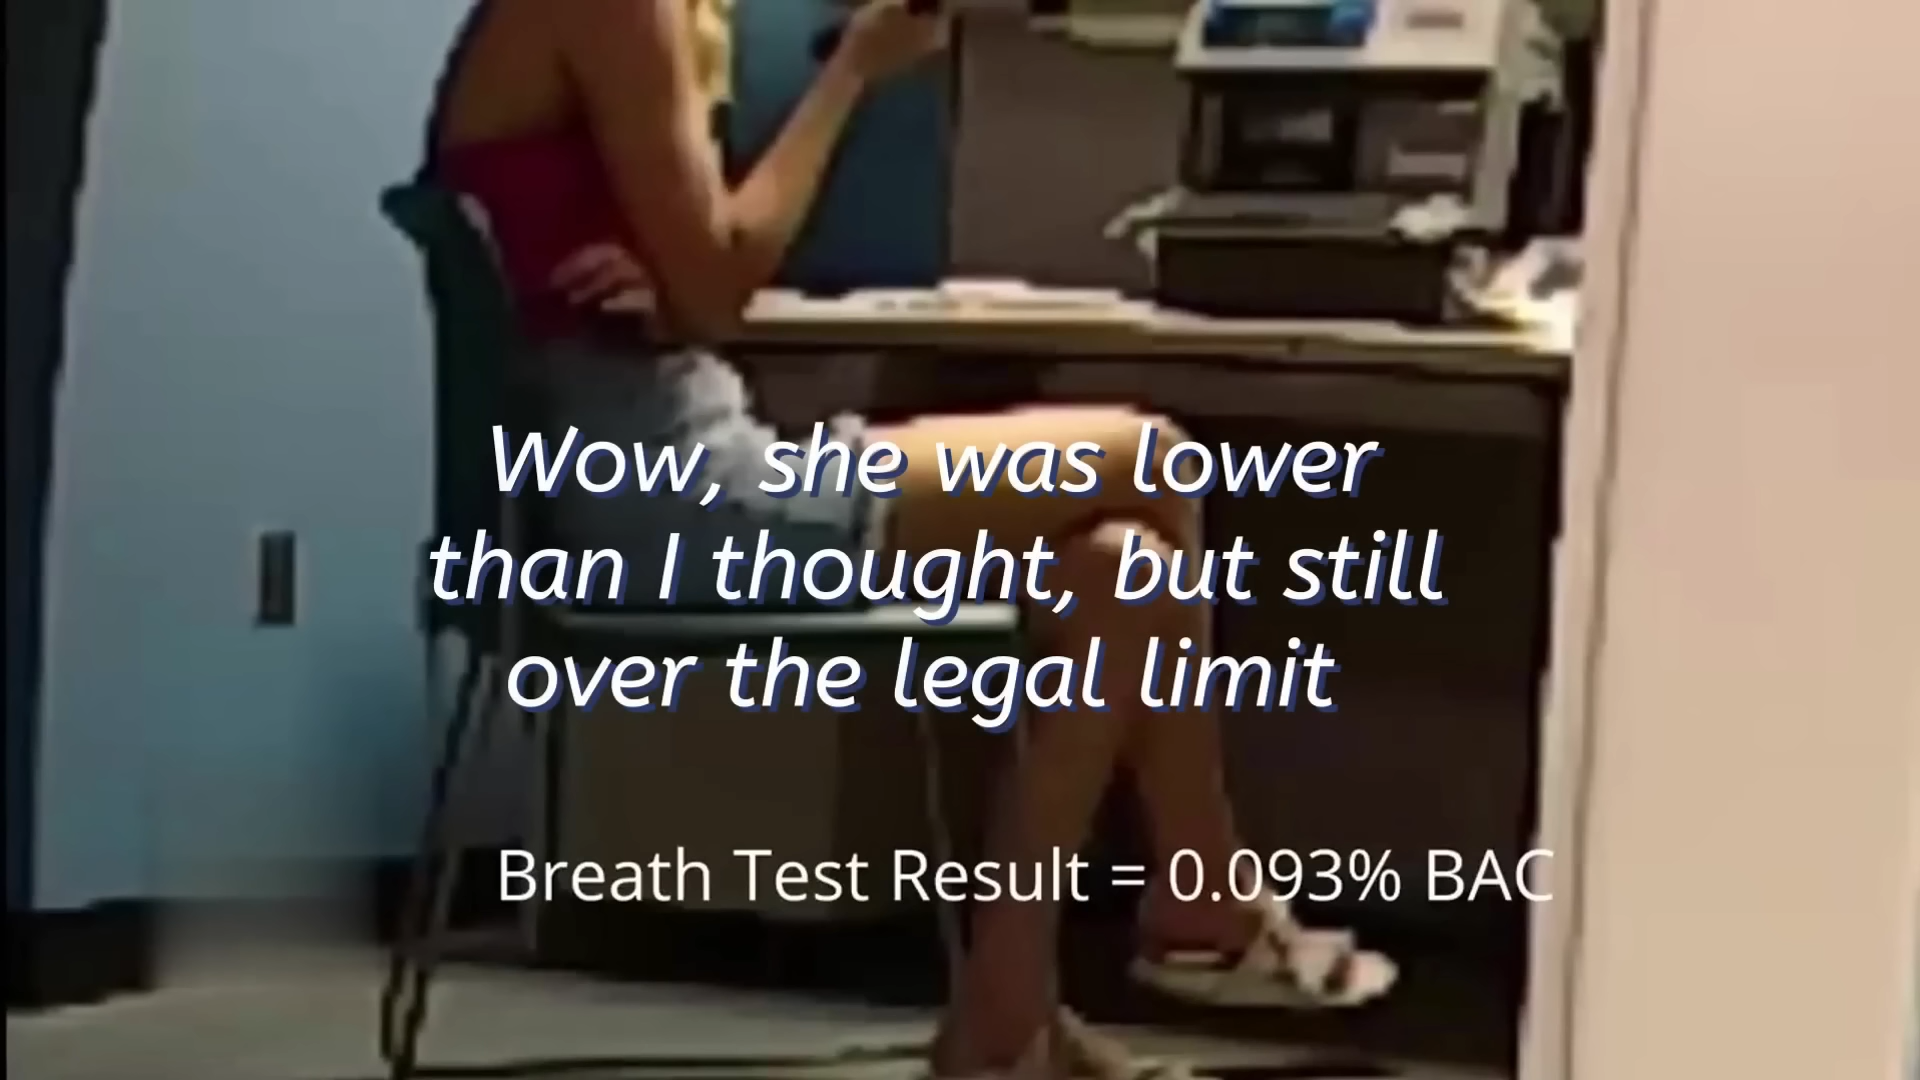 Wow, she was lower
than I thought, but still
over the legal limit
Breath Test Result = 0.093% BAC